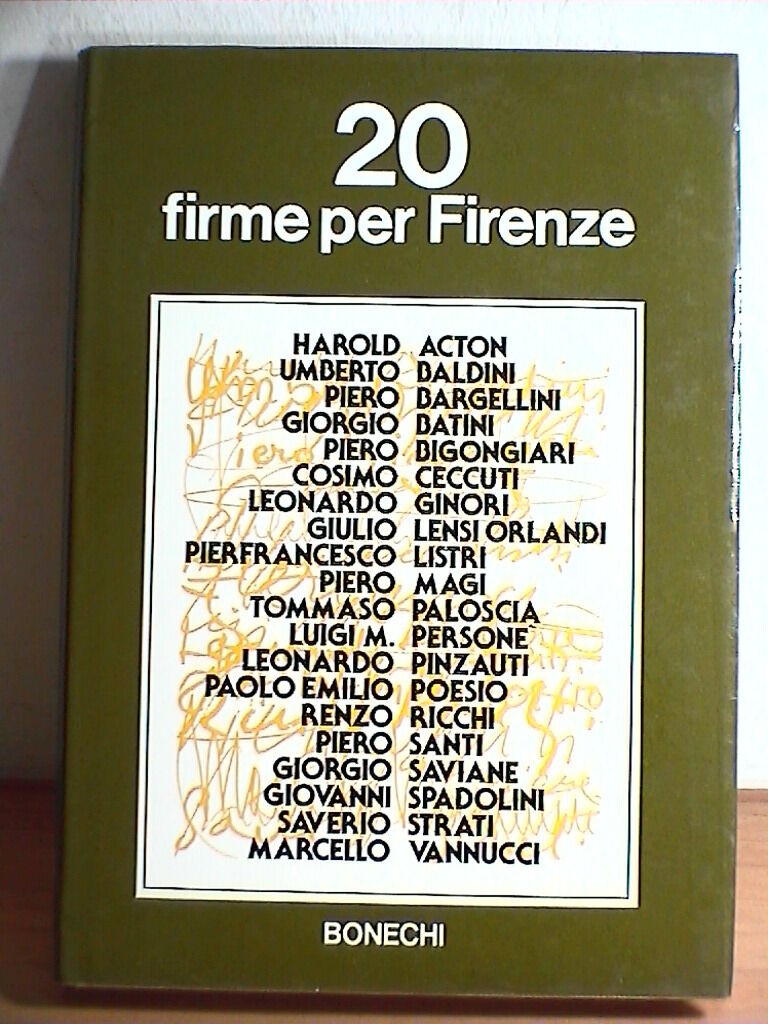 20
firme per Firenze
HAROLD ACTON
UMBERTO BALDINI
PIERO BARGELLINI
GIORGIO BATINI
PIERO BIGONGIARI
COSIMO CECCUTI
LEONARDO GINORI
GIULIO LENSI ORLANDI
PIERFRANCESCO LISTRI
PIERO MAGI
TOMMASO PALOSCIA
LUIGI M. PERSONÈ
LEONARDO PINZAUTI
PAOLO EMILIO POESIO
RENZO RICCHI
PIERO SANTI
GIORGIO SAVIANE
GIOVANNI SPADOLINI
SAVERIO STRATI
MARCELLO VANNUCCI
BONECHI